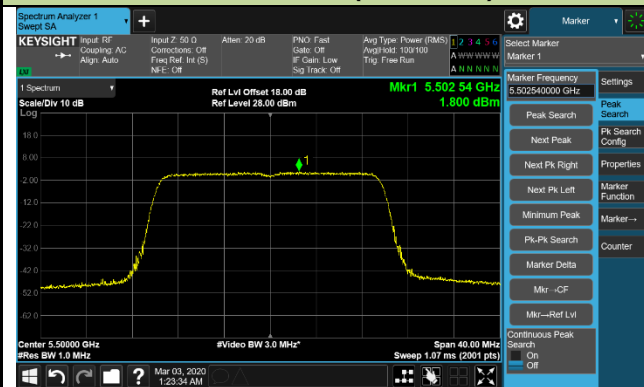 Spectrum Analyzer 1
Swept SA
+
Marker
KEYSIGHT
Input: RF
Coupling: AC
Align: Auto
Input Z: 50 Ω
Corrections: Off
Freq Ref: Int (S)
NFE: Off
Atten: 20 dB
PNO: Fast
Gate: Off
IF Gain: Low
Sig Track: Off
Avg Type: Power (RMS)
Avg|Hold: 100/100
Trig: Free Run
1 2 3 4 5 6
A W W W W W
A N N N N N
Select Marker
Marker 1
Marker Frequency
5.502540000 GHz
Settings
Peak Search
Peak
Search
Next Peak
Pk Search
Config
Next Pk Right
Properties
Next Pk Left
Marker
Function
Minimum Peak
Marker→
Pk-Pk Search
Counter
Marker Delta
Mkr→CF
Mkr→Ref Lvl
Continuous Peak
Search
On
Off
1 Spectrum
Scale/Div 10 dB
Log
Ref Lvl Offset 18.00 dB
Ref Level 28.00 dBm
Mkr1 5.502 54 GHz
1.800 dBm
18.0
8.00
1
-2.00
-12.0
-22.0
-32.0
-42.0
-52.0
-62.0
Center 5.50000 GHz
#Res BW 1.0 MHz
#Video BW 3.0 MHz*
Span 40.00 MHz
Sweep 1.07 ms (2001 pts)
?
Mar 03, 2020
1:23:34 AM